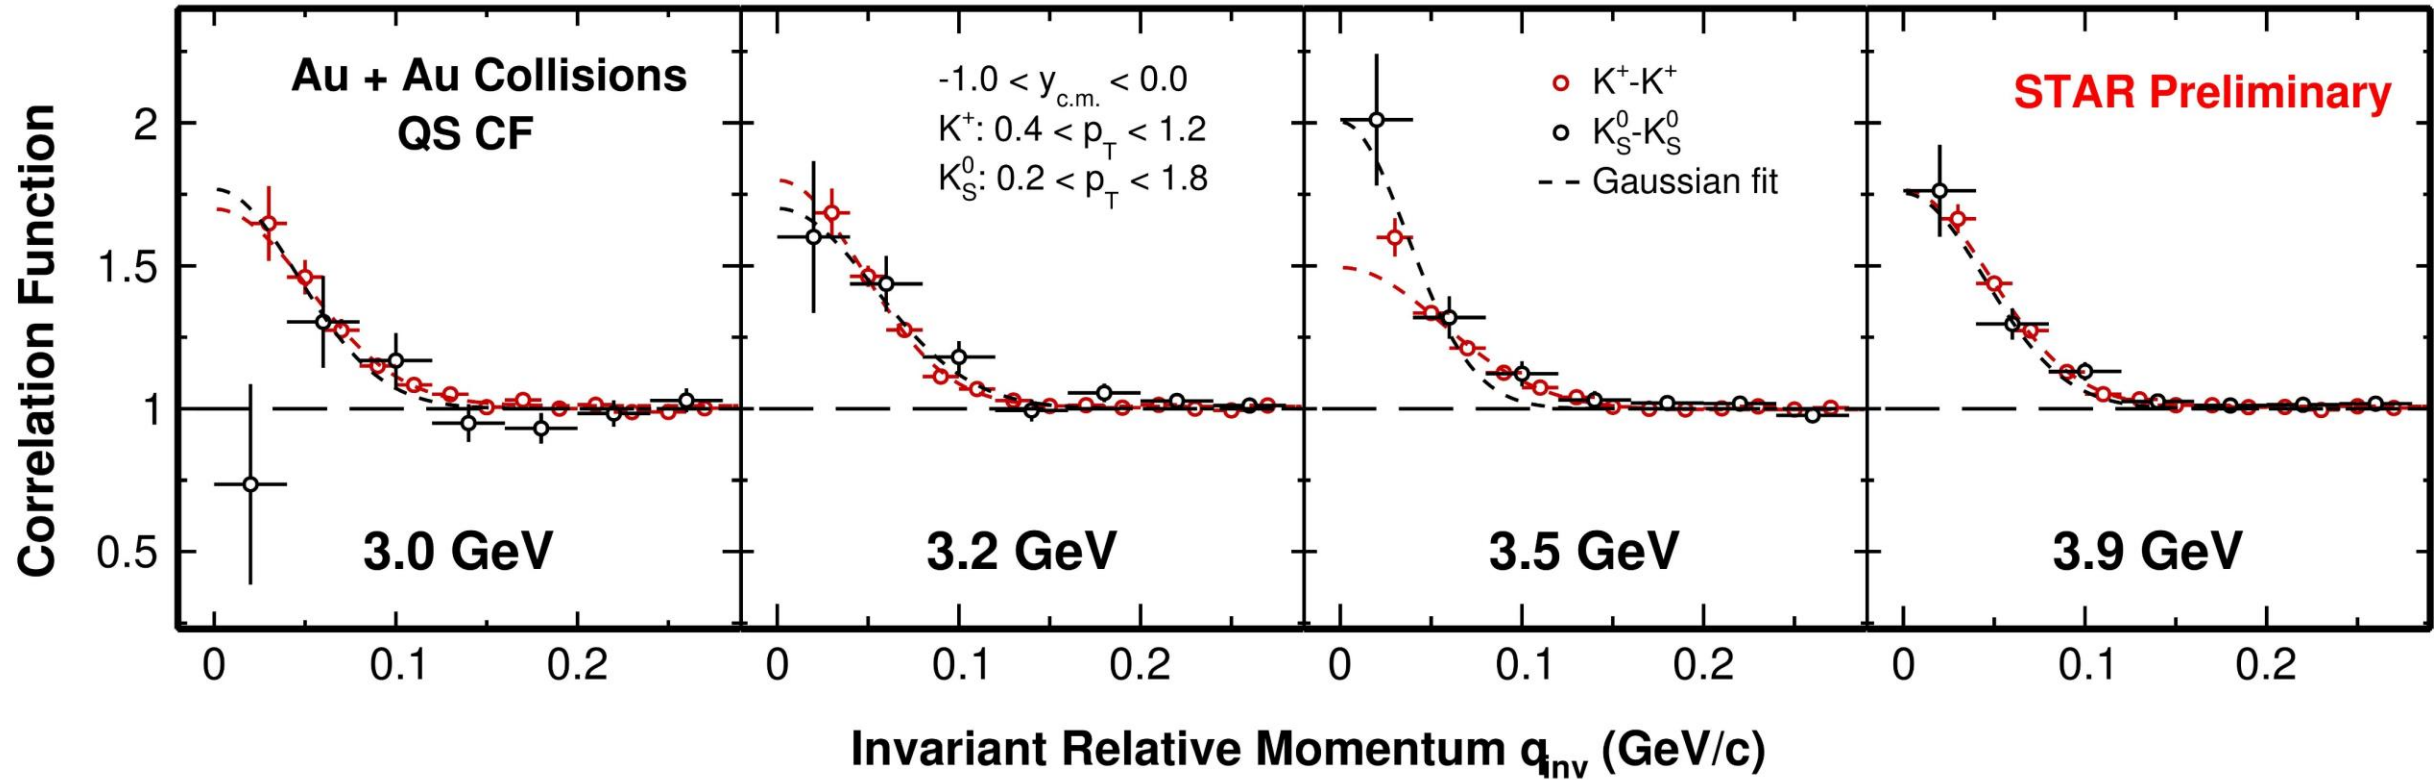 Au + Au Collisions
QS CF
-1.0 < y_c.m. < 0.0
K⁺: 0.4 < p_T < 1.2
K⁰_S: 0.2 < p_T < 1.8
K⁺-K⁺
K⁰_S-K⁰_S
Gaussian fit
STAR Preliminary
Correlation Function
2
1.5
1
0.5
3.0 GeV
3.2 GeV
3.5 GeV
3.9 GeV
0 0.1 0.2
0 0.1 0.2
0 0.1 0.2
0 0.1 0.2
Invariant Relative Momentum q_inv (GeV/c)